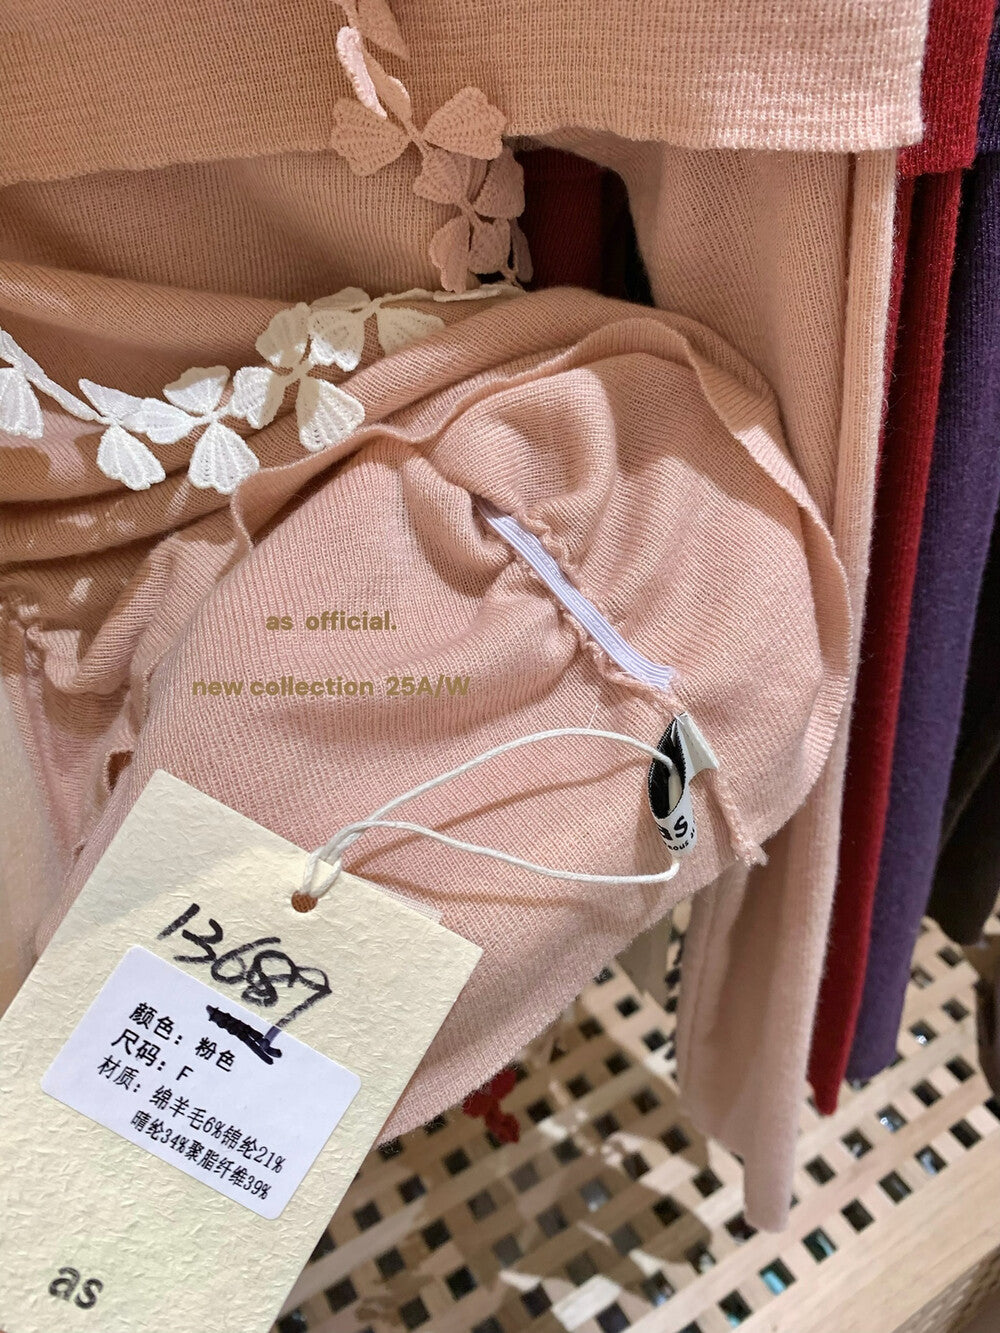 as official.
new collection 25A/W
as
13689
颜色：粉色
尺码：F
材质：绵羊毛6%锦纶21%
腈纶34%聚脂纤维39%
as